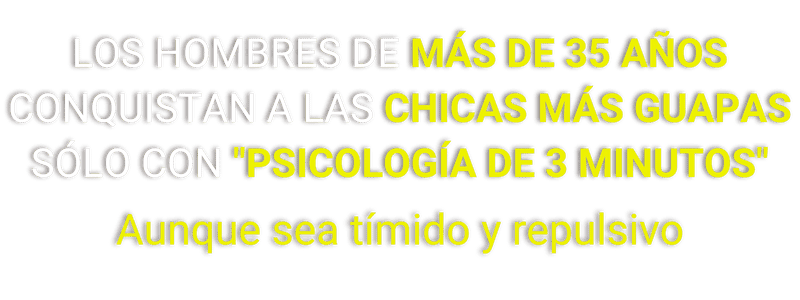 LOS HOMBRES DE MÁS DE 35 AÑOS
CONQUISTAN A LAS CHICAS MÁS GUAPAS
SÓLO CON "PSICOLOGÍA DE 3 MINUTOS"
Aunque sea tímido y repulsivo